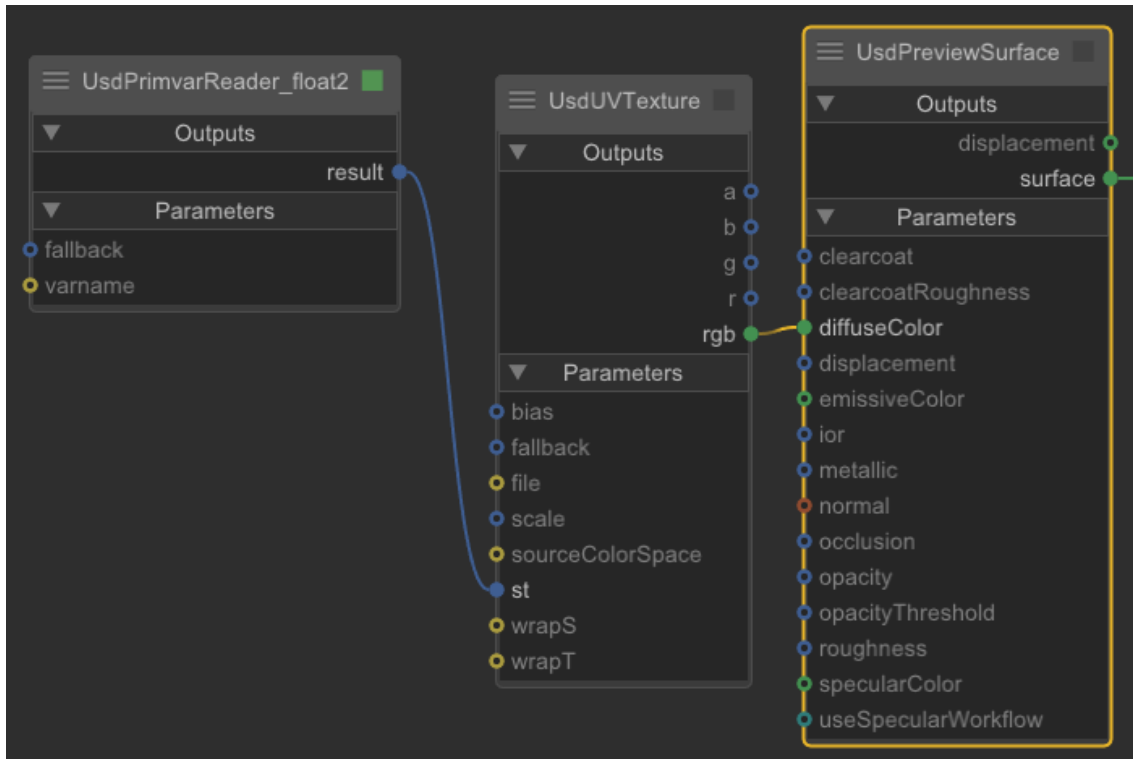 UsdPrimvarReader_float2
Outputs
result
Parameters
fallback
varname
UsdUVTexture
Outputs
a
b
g
r
rgb
Parameters
bias
fallback
file
scale
sourceColorSpace
st
wrapS
wrapT
UsdPreviewSurface
Outputs
displacement
surface
Parameters
clearcoat
clearcoatRoughness
diffuseColor
displacement
emissiveColor
ior
metallic
normal
occlusion
opacity
opacityThreshold
roughness
specularColor
useSpecularWorkflow